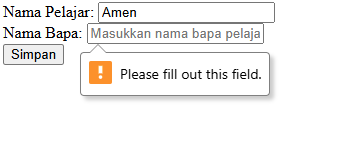 Nama Pelajar: Amen
Nama Bapa: Masukkan nama bapa pelaja
Simpan
Please fill out this field.